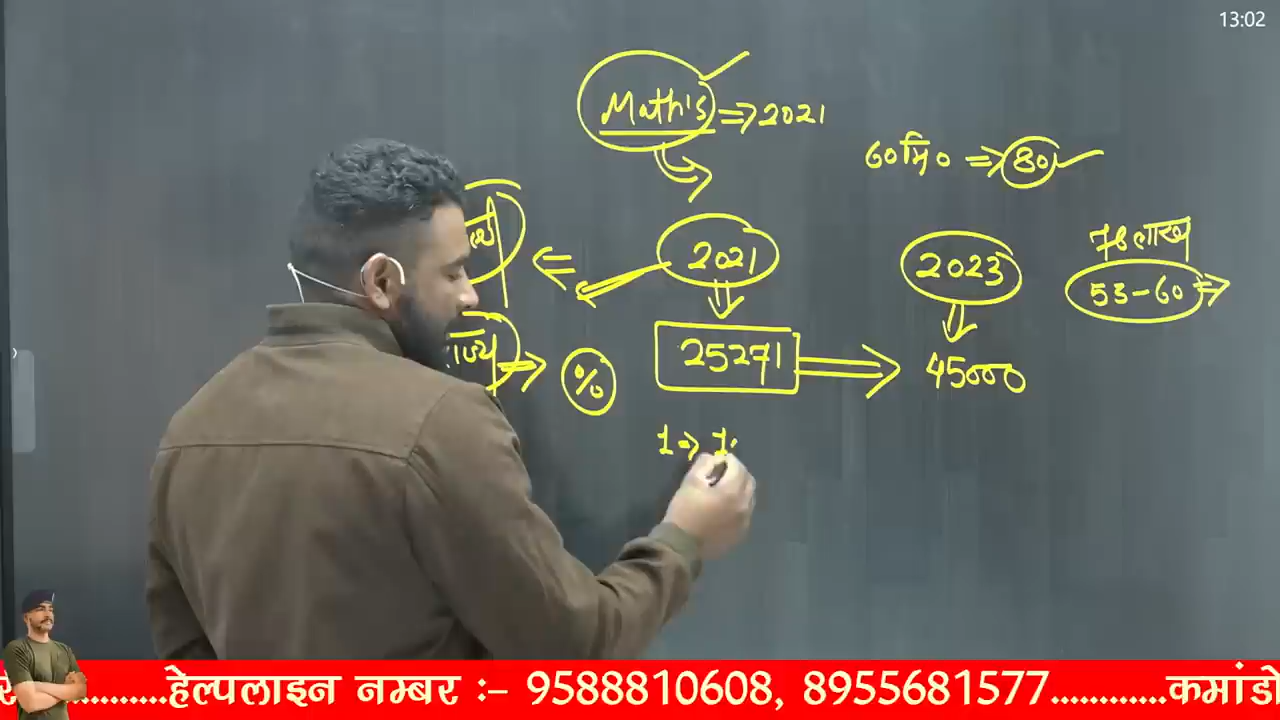 13:02
Math's => 2021
60 मि० => 80
2021
2023
78 लाख
53-60 =>
25271 => 45000
%
1 => 1
हेल्पलाइन नम्बर :- 9588810608, 8955681577............कमांडो